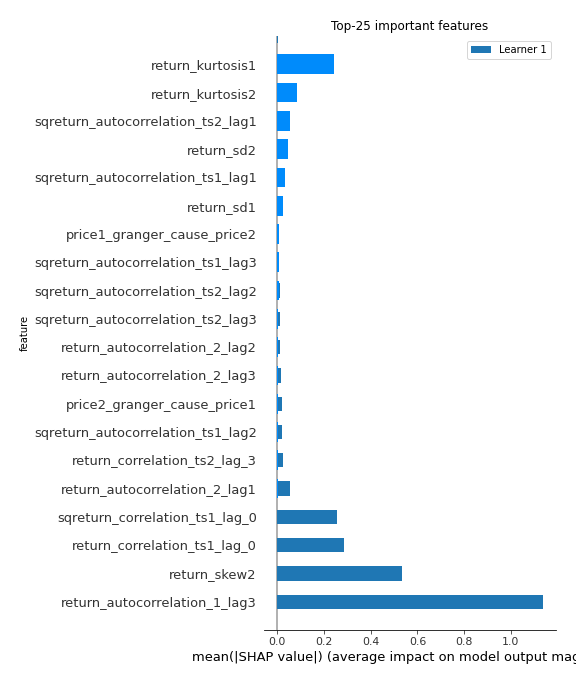 Top-25 important features
Learner 1
return_kurtosis1
return_kurtosis2
sqreturn_autocorrelation_ts2_lag1
return_sd2
sqreturn_autocorrelation_ts1_lag1
return_sd1
price1_granger_cause_price2
sqreturn_autocorrelation_ts1_lag3
sqreturn_autocorrelation_ts2_lag2
sqreturn_autocorrelation_ts2_lag3
return_autocorrelation_2_lag2
return_autocorrelation_2_lag3
price2_granger_cause_price1
sqreturn_autocorrelation_ts1_lag2
return_correlation_ts2_lag_3
return_autocorrelation_2_lag1
sqreturn_correlation_ts1_lag_0
return_correlation_ts1_lag_0
return_skew2
return_autocorrelation_1_lag3
feature
0.0 0.2 0.4 0.6 0.8 1.0
mean(|SHAP value|) (average impact on model output mag